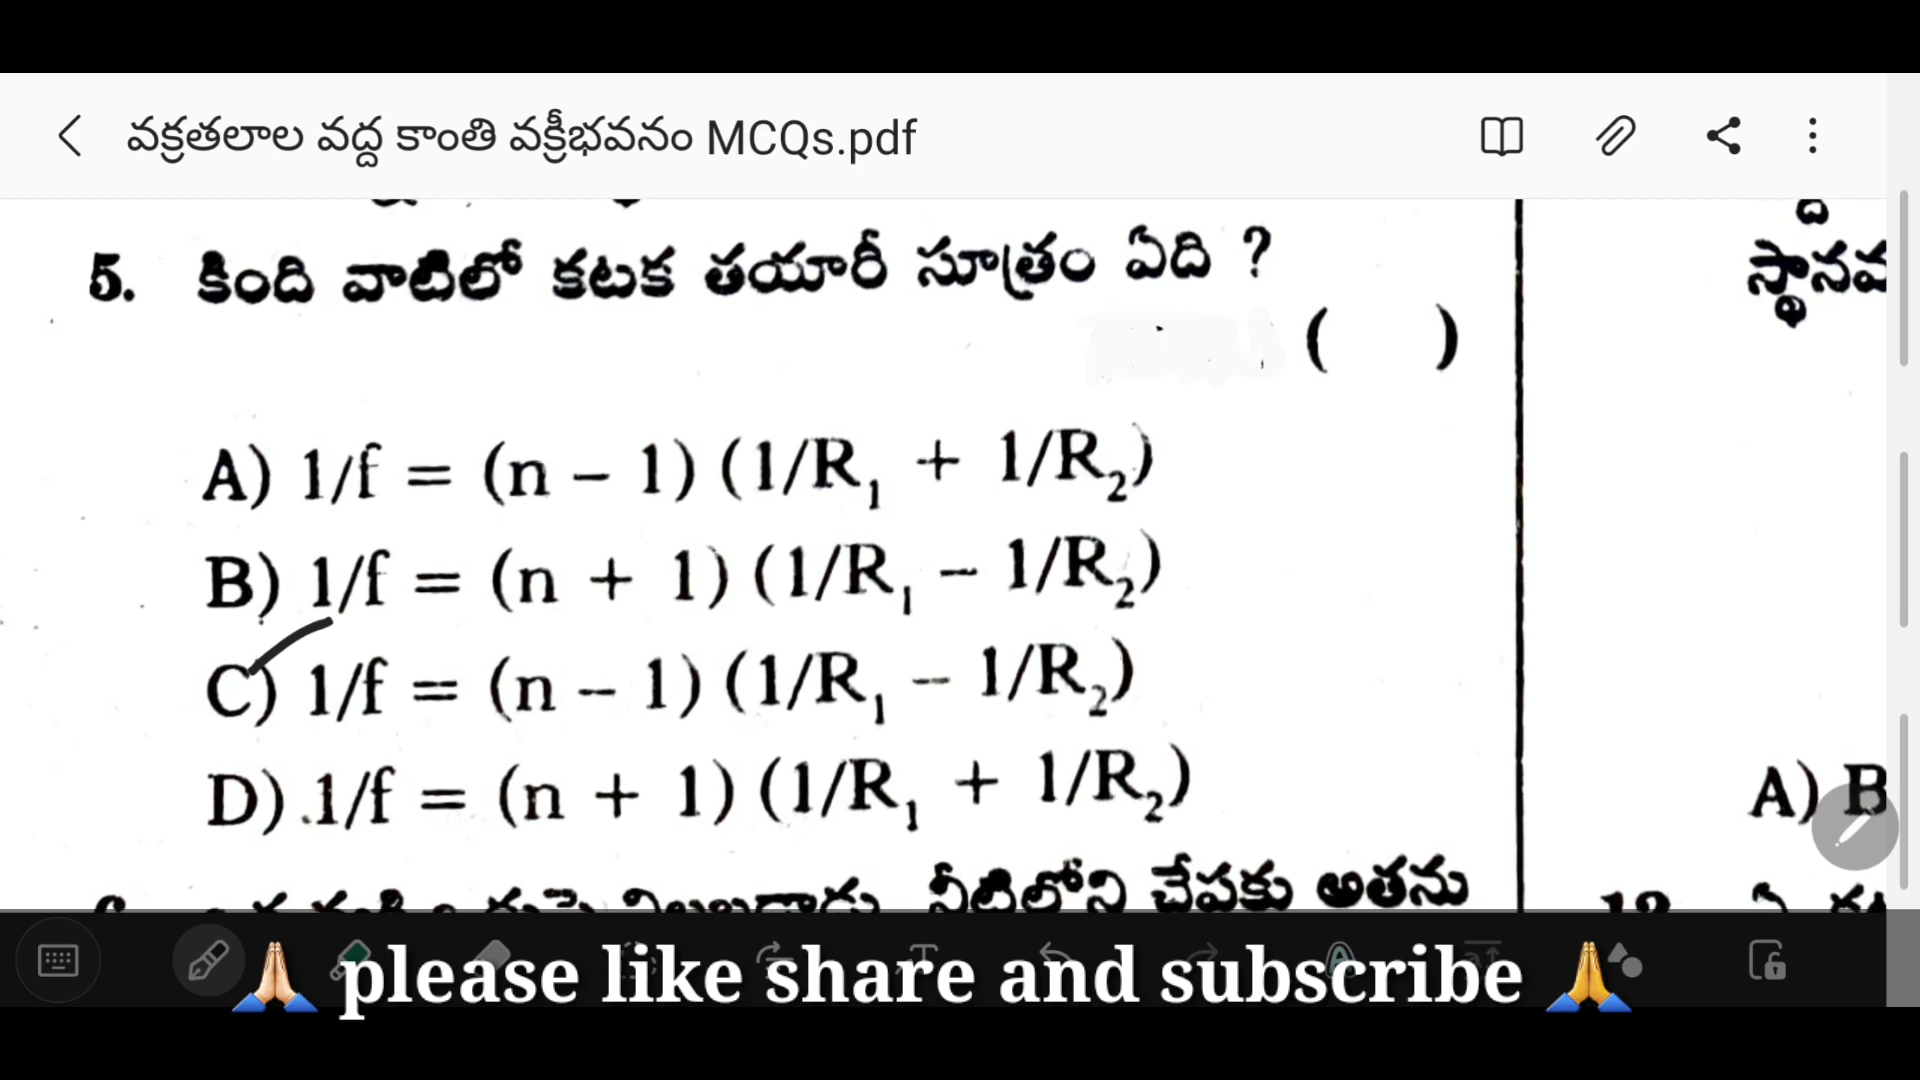 వక్రతలాల వద్ద కాంతి వక్రీభవనం MCQs.pdf
5. కింది వాటిలో కటక తయారీ సూత్రం ఏది ?
( )
A) 1/f = (n – 1) (1/R₁ + 1/R₂)
B) 1/f = (n + 1) (1/R₁ – 1/R₂)
C) 1/f = (n – 1) (1/R₁ – 1/R₂)
D) 1/f = (n + 1) (1/R₁ + 1/R₂)
నీటిలోని చేపకు అతను
A) B
🙏 please like share and subscribe 🙏